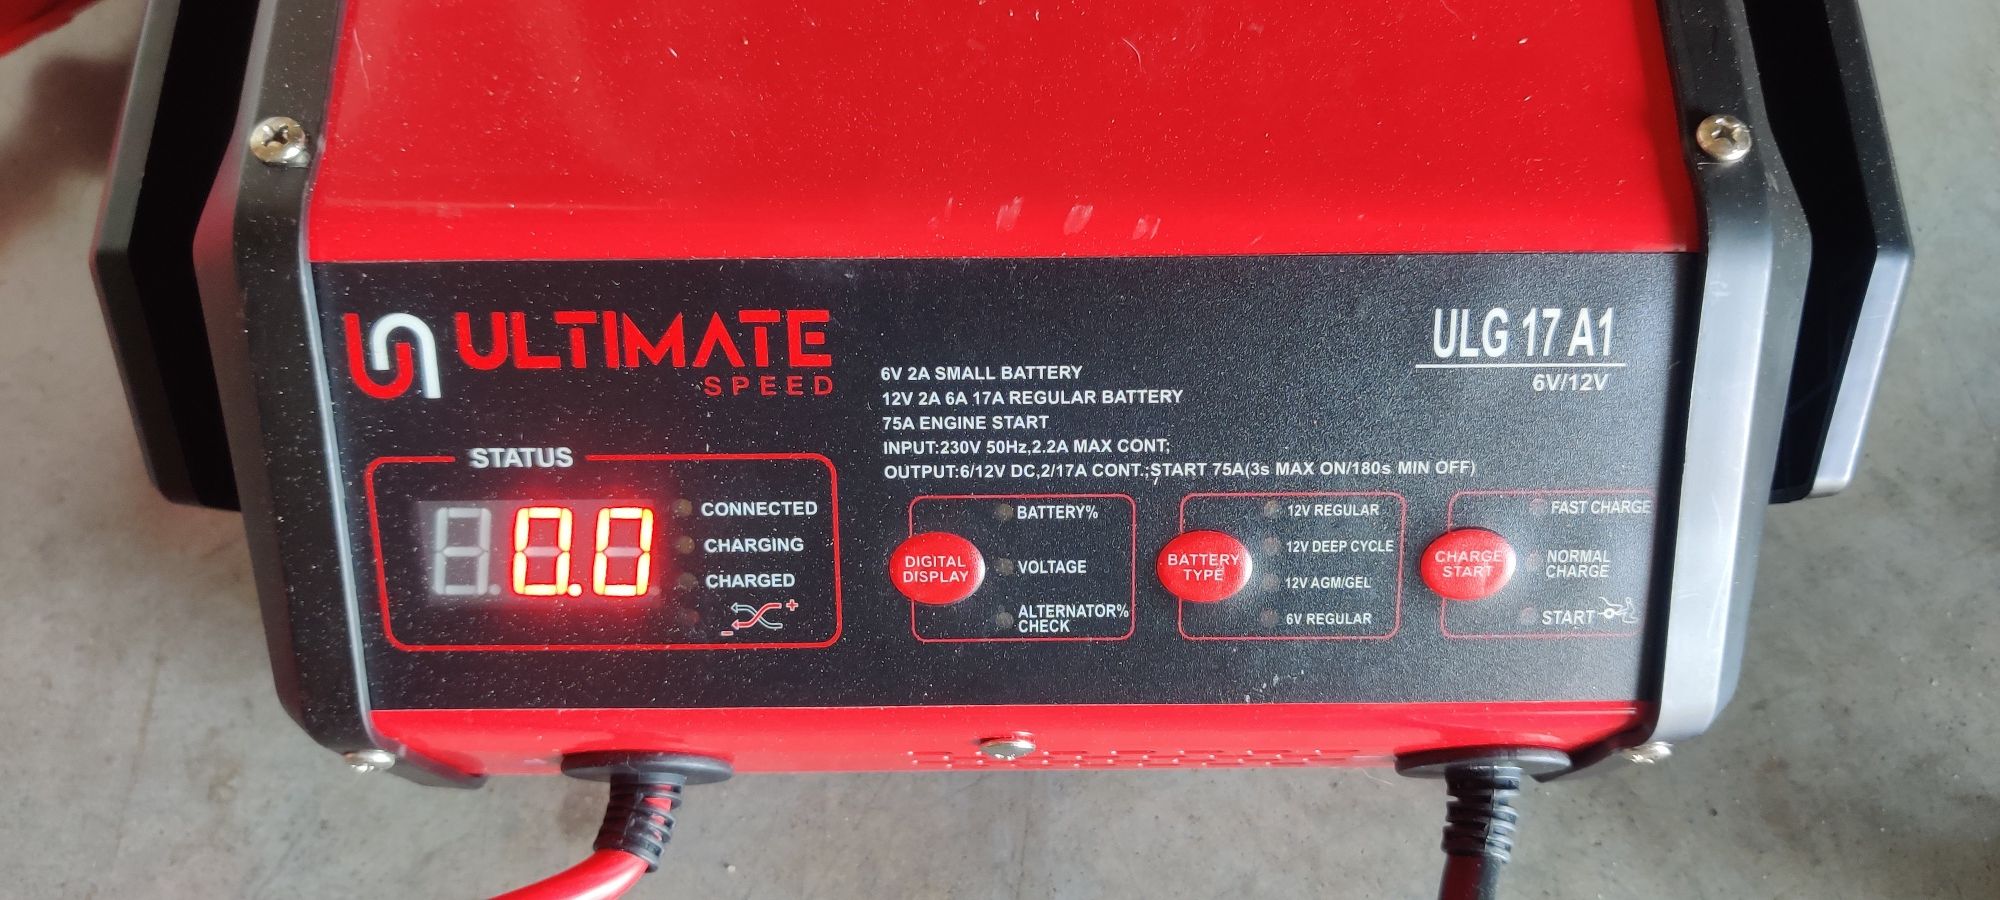 ULTIMATE
SPEED
ULG 17 A1
6V/12V
6V 2A SMALL BATTERY
12V 2A 6A 17A REGULAR BATTERY
75A ENGINE START
INPUT:230V 50Hz,2.2A MAX CONT;
OUTPUT:6/12V DC,2/17A CONT.;START 75A(3s MAX ON/180s MIN OFF)
STATUS
0.0
CONNECTED
CHARGING
CHARGED
+
-
DIGITAL
DISPLAY
BATTERY%
VOLTAGE
ALTERNATOR%
CHECK
BATTERY
TYPE
12V REGULAR
12V DEEP CYCLE
12V AGM/GEL
6V REGULAR
CHARGE
START
FAST CHARGE
NORMAL
CHARGE
START